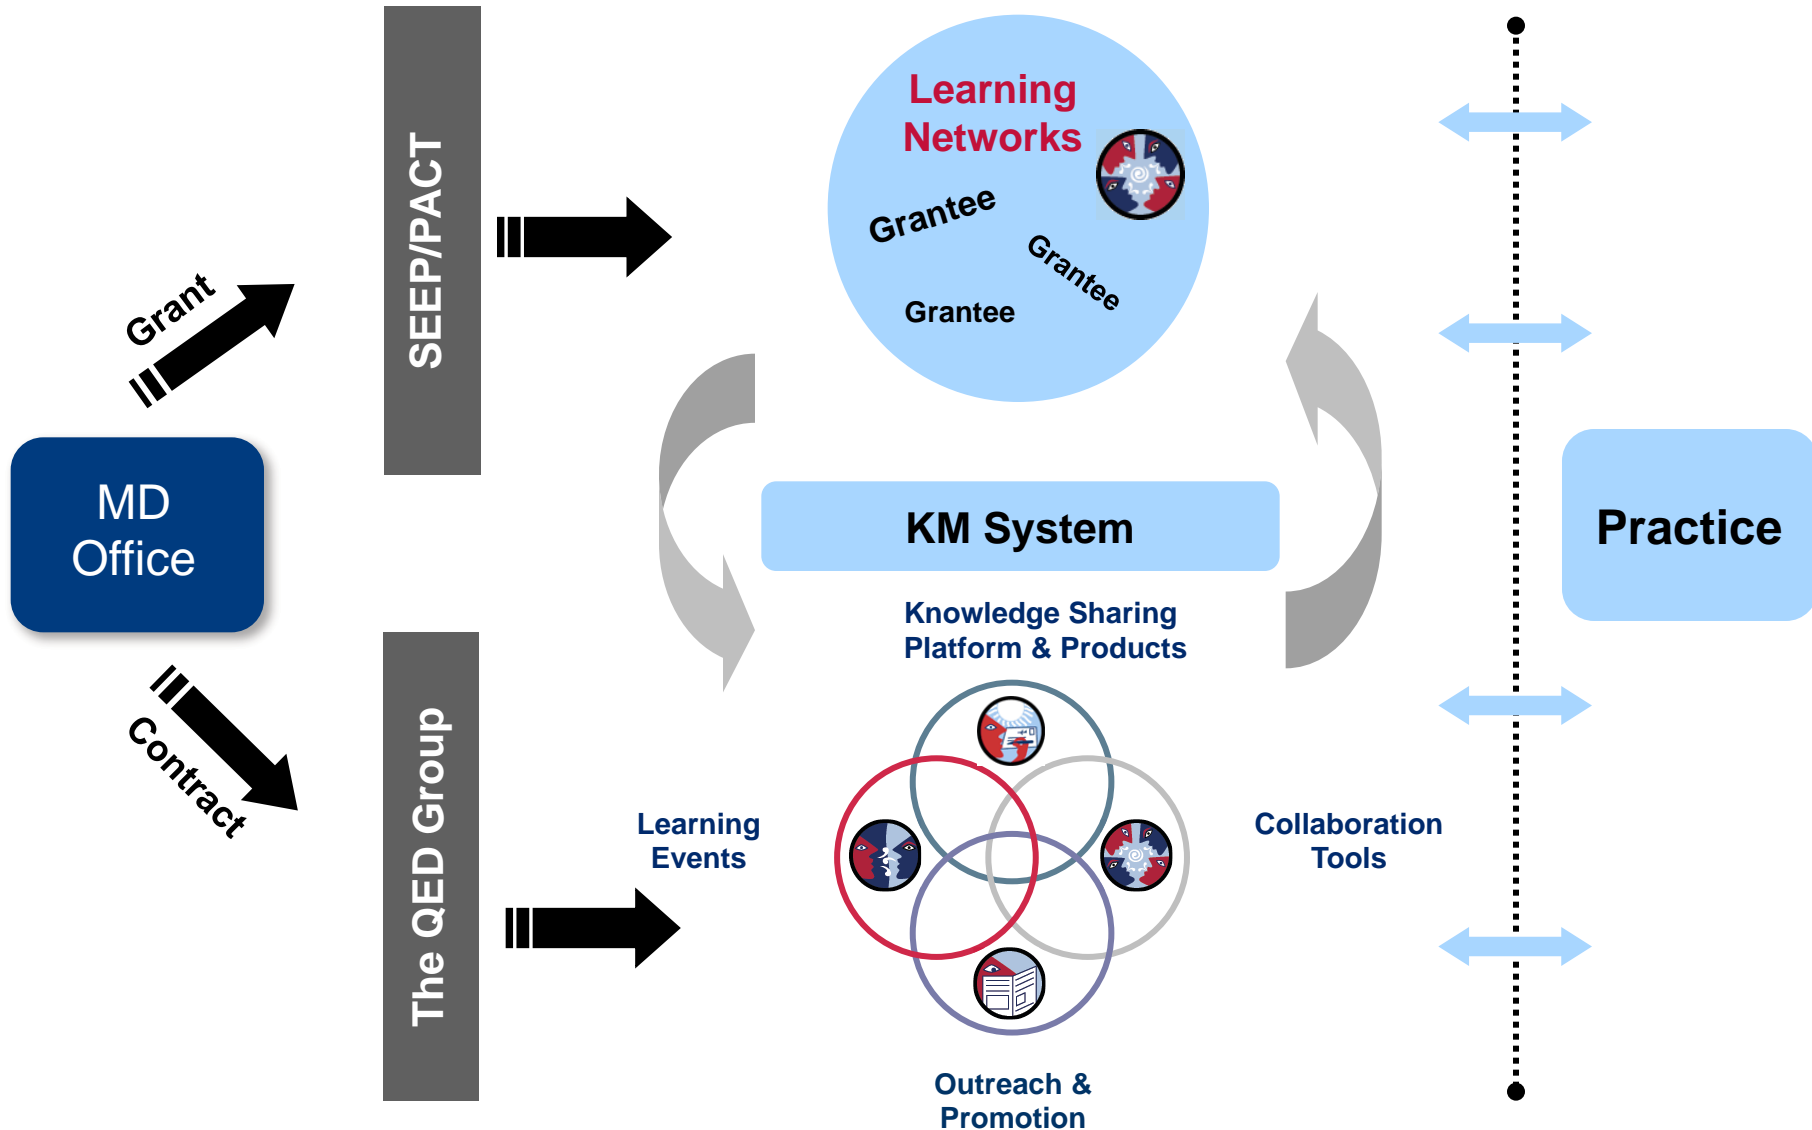 Grant
MD
Office
Contract
SEEP/PACT
The QED Group
Learning
Networks
Grantee
Grantee
Grantee
KM System
Knowledge Sharing
Platform & Products
Learning
Events
Collaboration
Tools
Outreach &
Promotion
Practice